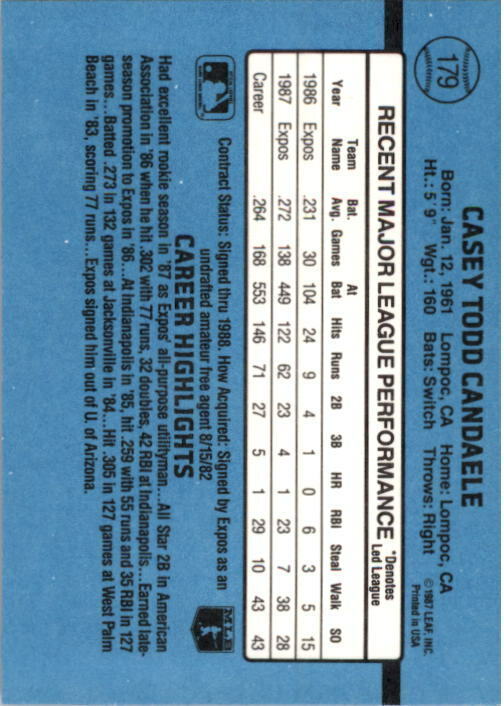 179
CASEY TODD CANDAELE
Born: Jan. 12, 1961 Lompoc, CA Home: Lompoc, CA
Ht.: 5'9" Wgt.: 160 Bats: Switch Throws: Right
©1987 LEAF, INC.
Printed in USA
RECENT MAJOR LEAGUE PERFORMANCE *Denotes Led League
Year Team Name Bat. Avg. Games At Bat Hits Runs 2B 3B HR RBI Steal Walk SO
1986 Expos .231 30 104 24 9 4 1 0 6 3 5 15
1987 Expos .272 138 449 122 62 23 4 1 23 7 38 28
Career .264 168 553 146 71 27 5 1 29 10 43 43
Contract Status: Signed thru 1988. How Acquired: Signed by Expos as an
undrafted amateur free agent 8/15/82.
MLB
CAREER HIGHLIGHTS
Had excellent rookie season in '87 as Expos' all-purpose utilityman...All Star 2B in American
Association in '86 when he hit .302 with 77 runs, 32 doubles, 42 RBI at Indianapolis...Earned late-
season promotion to Expos in '86...At Indianapolis in '85, hit .259 with 55 runs and 35 RBI in 127
games...Batted .273 in 132 games at Jacksonville in '84...Hit .305 in 127 games at West Palm
Beach in '83, scoring 77 runs...Expos signed him out of U. of Arizona.